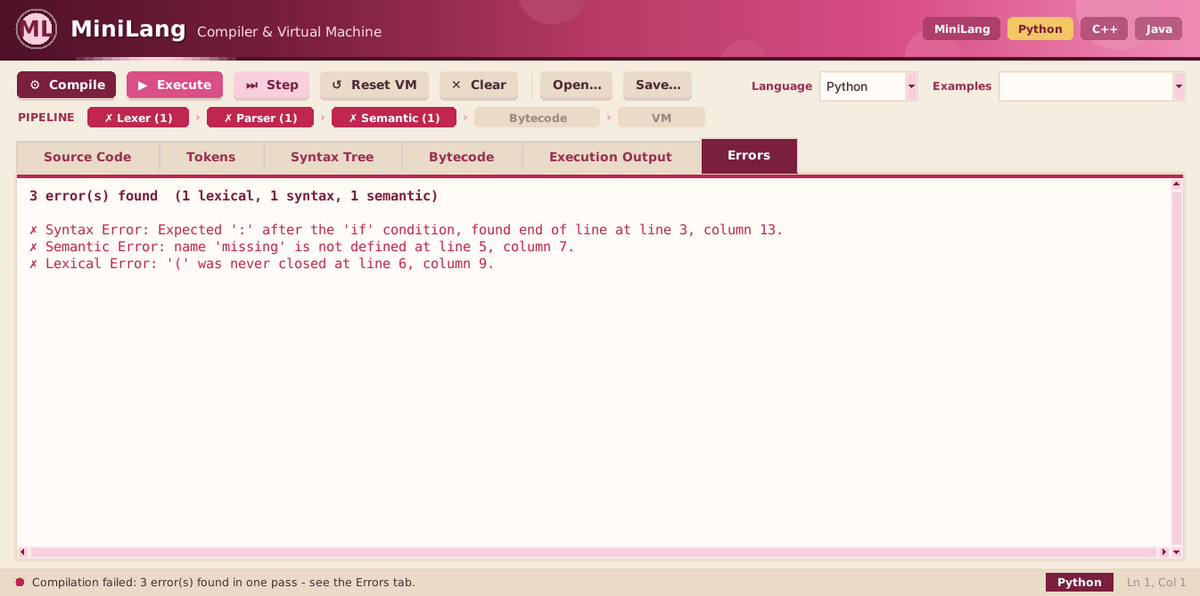 ML MiniLang Compiler & Virtual Machine MiniLang Python C++ Java
⚙ Compile ▶ Execute ⏭ Step ↺ Reset VM ✕ Clear Open... Save... Language Python Examples
PIPELINE ✗ Lexer (1) › ✗ Parser (1) › ✗ Semantic (1) › Bytecode › VM
Source Code Tokens Syntax Tree Bytecode Execution Output Errors
3 error(s) found  (1 lexical, 1 syntax, 1 semantic)
✗ Syntax Error: Expected ':' after the 'if' condition, found end of line at line 3, column 13.
✗ Semantic Error: name 'missing' is not defined at line 5, column 7.
✗ Lexical Error: '(' was never closed at line 6, column 9.
Compilation failed: 3 error(s) found in one pass - see the Errors tab. Python Ln 1, Col 1